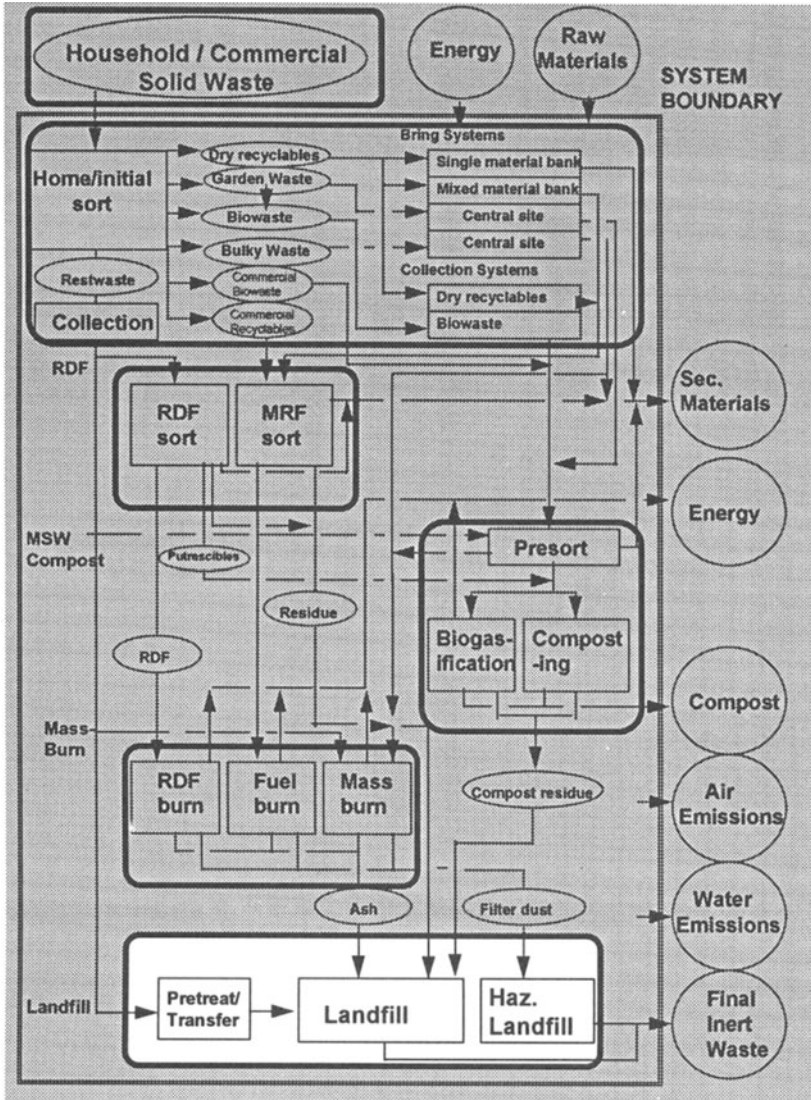 Household / Commercial
Solid Waste
Energy
Raw
Materials
SYSTEM
BOUNDARY
Bring Systems
Home/initial
sort
Dry recyclables
Garden Waste
Biowaste
Bulky Waste
Commercial
Biowaste
Commercial
Recyclables
Restwaste
Collection
Single material bank
Mixed material bank
Central site
Central site
Collection Systems
Dry recyclables
Biowaste
RDF
RDF
sort
MRF
sort
Sec.
Materials
Energy
MSW
Compost
Putrescibles
Residue
RDF
Presort
Biogas-
ification
Compost
-ing
Compost
Mass-
Burn
RDF
burn
Fuel
burn
Mass
burn
Compost residue
Air
Emissions
Ash
Filter dust
Water
Emissions
Landfill
Pretreat/
Transfer
Landfill
Haz.
Landfill
Final
Inert
Waste